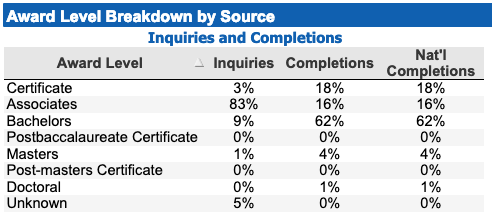 Award Level Breakdown by Source
Inquiries and Completions
Award Level Inquiries Completions Nat'l Completions
Certificate 3% 18% 18%
Associates 83% 16% 16%
Bachelors 9% 62% 62%
Postbaccalaureate Certificate 0% 0% 0%
Masters 1% 4% 4%
Post-masters Certificate 0% 0% 0%
Doctoral 0% 1% 1%
Unknown 5% 0% 0%